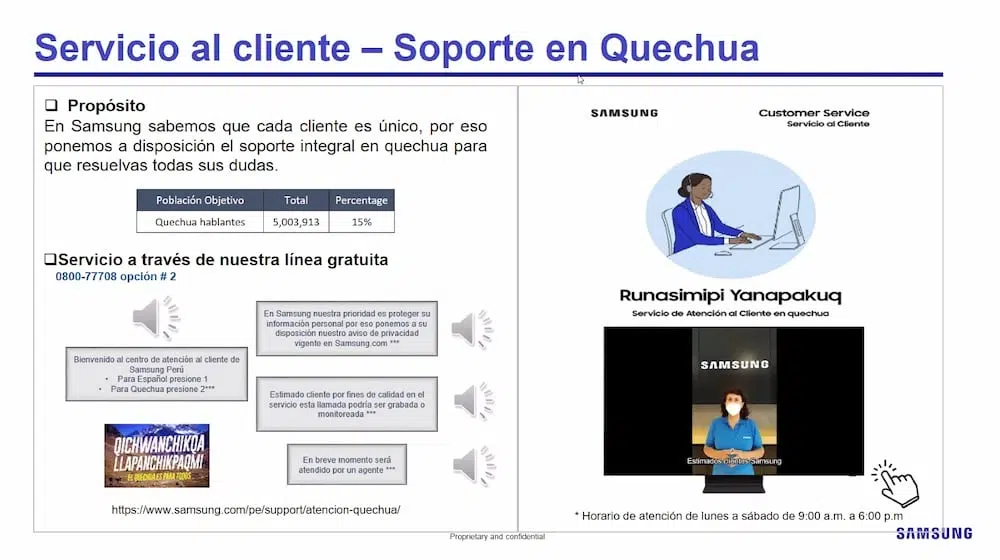 Servicio al cliente – Soporte en Quechua
Propósito
En Samsung sabemos que cada cliente es único, por eso
ponemos a disposición el soporte integral en quechua para
que resuelvas todas sus dudas.
Población Objetivo Total Percentage
Quechua hablantes 5,003,913 15%
Servicio a través de nuestra línea gratuita
0800-77708 opción # 2
Bienvenido al centro de atención al cliente de
Samsung Perú
• Para Español presione 1
• Para Quechua presione 2***
En Samsung nuestra prioridad es proteger su
información personal por eso ponemos a su
disposición nuestro aviso de privacidad
vigente en Samsung.com ***
Estimado cliente por fines de calidad en el
servicio esta llamada podría ser grabada o
monitoreada ***
En breve momento será
atendido por un agente ***
QICHWANCHIKQA
LLAPANCHIKPAQMI
EL QUECHUA ES PARA TODOS
https://www.samsung.com/pe/support/atencion-quechua/
SAMSUNG
Customer Service
Servicio al Cliente
Runasimipi Yanapakuq
Servicio de Atención al Cliente en quechua
SAMSUNG
Estimados clientes Samsung
* Horario de atención de lunes a sábado de 9:00 a.m. a 6:00 p.m
Proprietary and confidential
SAMSUNG